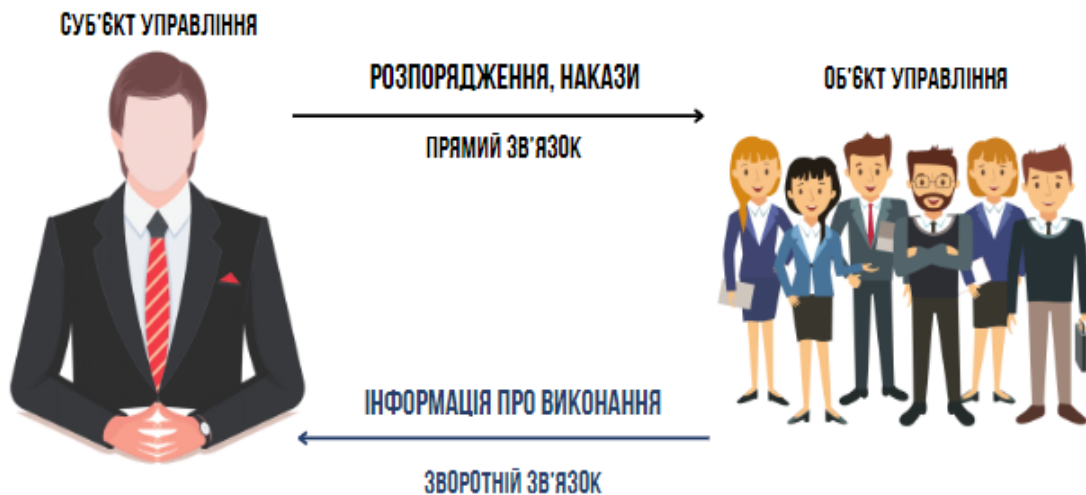 СУБ'ЄКТ УПРАВЛІННЯ
РОЗПОРЯДЖЕННЯ, НАКАЗИ
ПРЯМИЙ ЗВ'ЯЗОК
ОБ'ЄКТ УПРАВЛІННЯ
ІНФОРМАЦІЯ ПРО ВИКОНАННЯ
ЗВОРОТНІЙ ЗВ'ЯЗОК